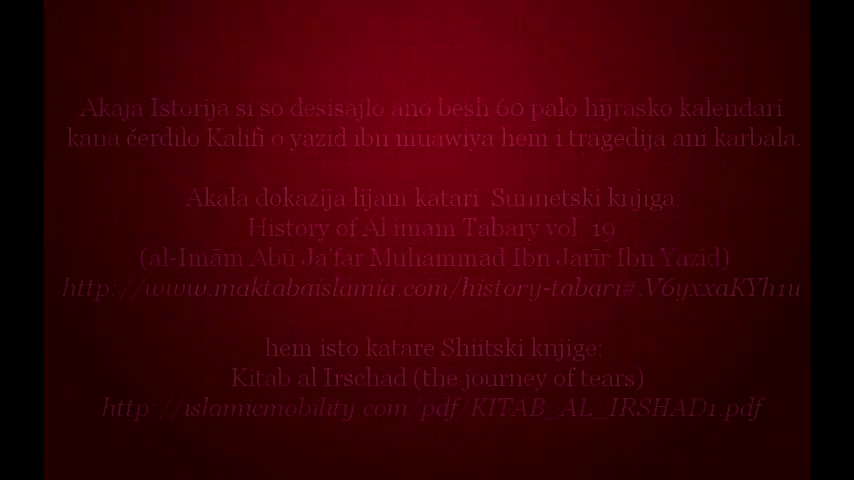 Akaja Istorija si so desisajlo ano besh 60 palo hijrasko kalendari
kana čerdilo Kalifi o yazid ibn muawiya hem i tragedija ani karbala.
Akala dokazija lijam katari Sunnetski knjiga:
History of Al imam Tabary vol. 19
(al-Imām Abū Ja'far Muhammad Ibn Jarīr Ibn Yazīd)
http://www.maktabaislamia.com/history-tabari#.V6yxxaKYh1u
hem isto katare Shiitski knjige:
Kitab al Irschad (the journey of tears)
http://islamicmobility.com/pdf/KITAB_AL_IRSHAD1.pdf